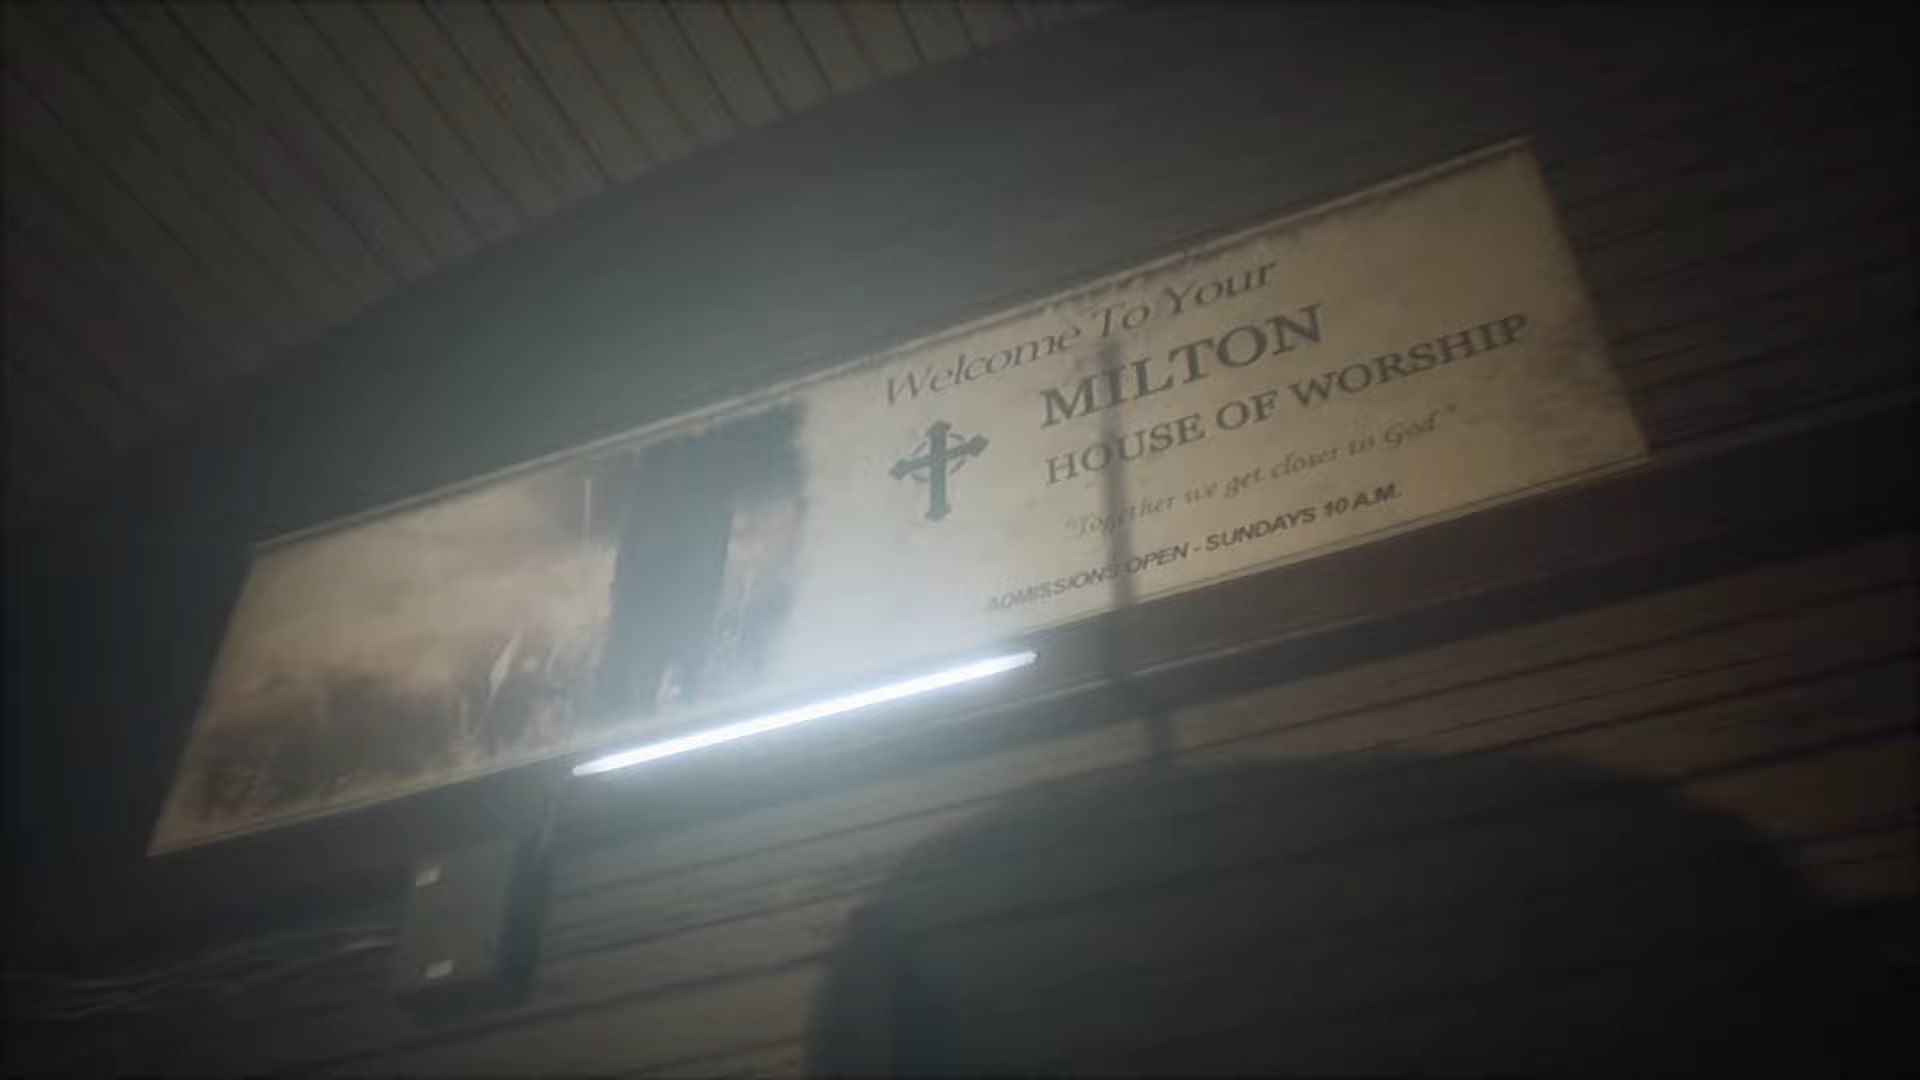 Welcome To Your
MILTON
HOUSE OF WORSHIP
"Together we get closer to God"
ADMISSIONS OPEN - SUNDAYS 10 A.M.